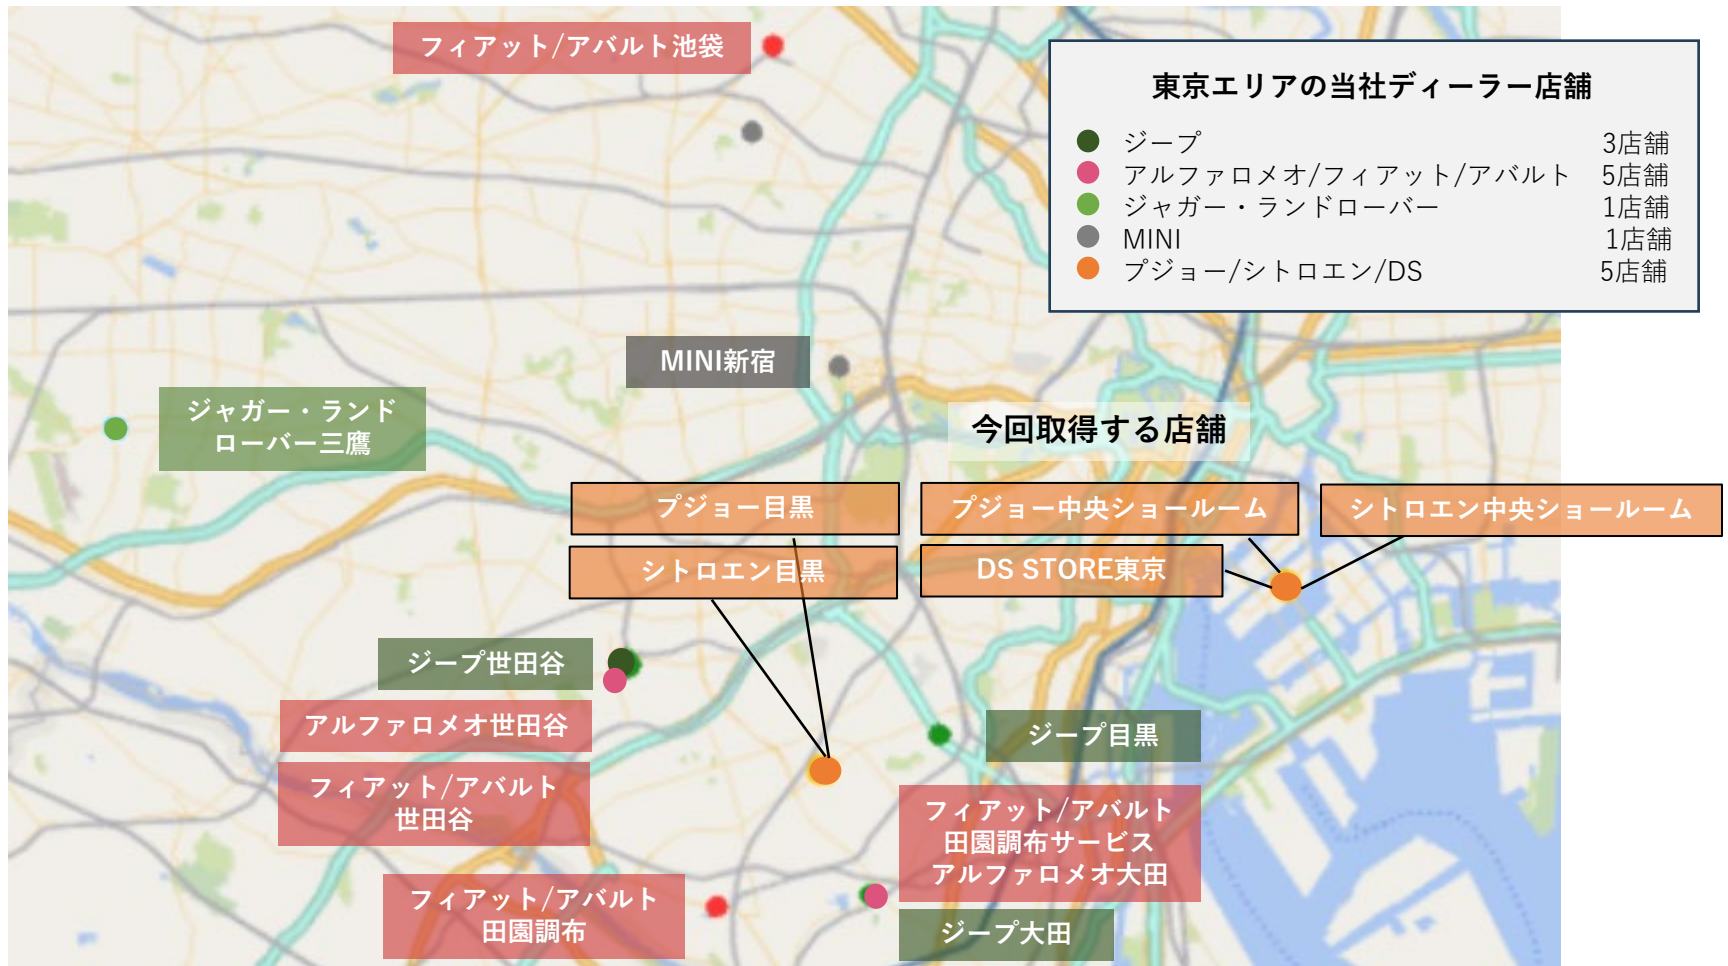 フィアット/アバルト池袋
東京エリアの当社ディーラー店舗
ジープ 3店舗
アルファロメオ/フィアット/アバルト 5店舗
ジャガー・ランドローバー 1店舗
MINI 1店舗
プジョー/シトロエン/DS 5店舗
MINI新宿
ジャガー・ランド
ローバー三鷹
今回取得する店舗
プジョー目黒
プジョー中央ショールーム
シトロエン中央ショールーム
シトロエン目黒
DS STORE東京
ジープ世田谷
アルファロメオ世田谷
ジープ目黒
フィアット/アバルト
世田谷
フィアット/アバルト
田園調布サービス
アルファロメオ大田
フィアット/アバルト
田園調布
ジープ大田